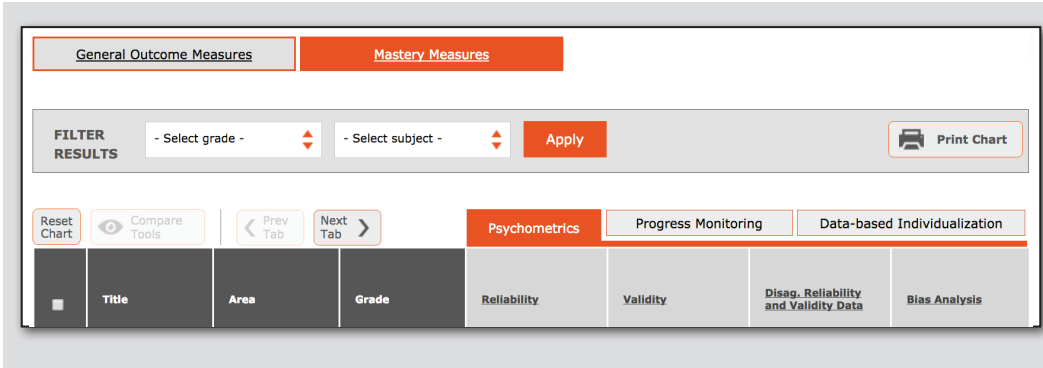 General Outcome Measures
Mastery Measures
FILTER
RESULTS
- Select grade -
- Select subject -
Apply
Print Chart
Reset
Chart
Compare
Tools
Prev
Tab
Next
Tab
Psychometrics
Progress Monitoring
Data-based Individualization
Title
Area
Grade
Reliability
Validity
Disag. Reliability
and Validity Data
Bias Analysis